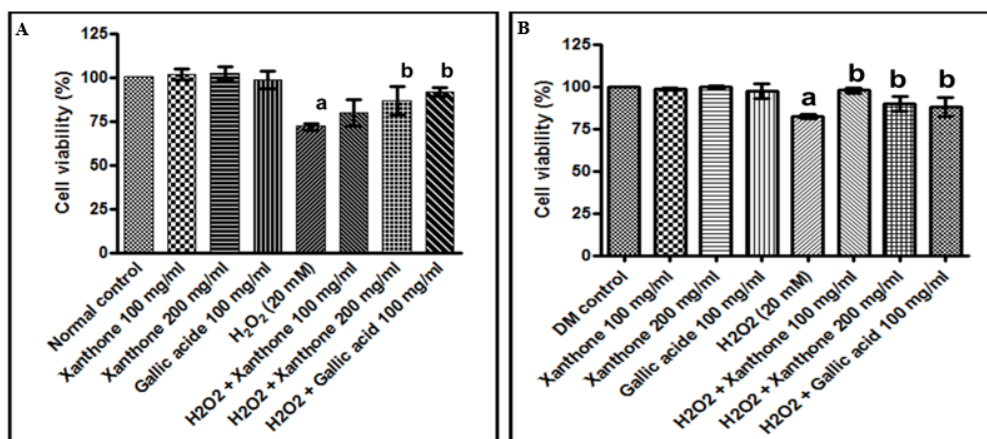 A
Cell viability (%)
125
100
75
50
25
0
a
b
b
Normal control
Xanthone 100 mg/ml
Xanthone 200 mg/ml
Gallic acide 100 mg/ml
H₂O₂ (20 mM)
H2O2 + Xanthone 100 mg/ml
H2O2 + Xanthone 200 mg/ml
H2O2 + Gallic acid 100 mg/ml
B
Cell viability (%)
125
100
75
50
25
0
a
b
b
b
DM control
Xanthone 100 mg/ml
Xanthone 200 mg/ml
Gallic acide 100 mg/ml
H2O2 (20 mM)
H2O2 + Xanthone 100 mg/ml
H2O2 + Xanthone 200 mg/ml
H2O2 + Gallic acid 100 mg/ml